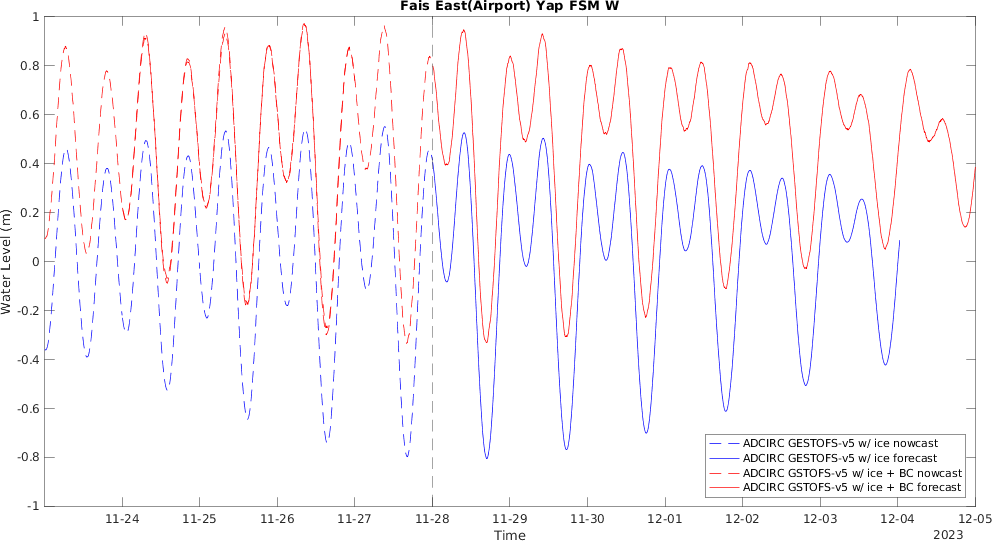 Fais East(Airport) Yap FSM W
1
0.8
0.6
0.4
0.2
0
-0.2
-0.4
-0.6
-0.8
-1
Water Level (m)
11-24 11-25 11-26 11-27 11-28 11-29 11-30 12-01 12-02 12-03 12-04 12-05
Time
2023
ADCIRC GESTOFS-v5 w/ ice nowcast
ADCIRC GESTOFS-v5 w/ ice forecast
ADCIRC GSTOFS-v5 w/ ice + BC nowcast
ADCIRC GSTOFS-v5 w/ ice + BC forecast